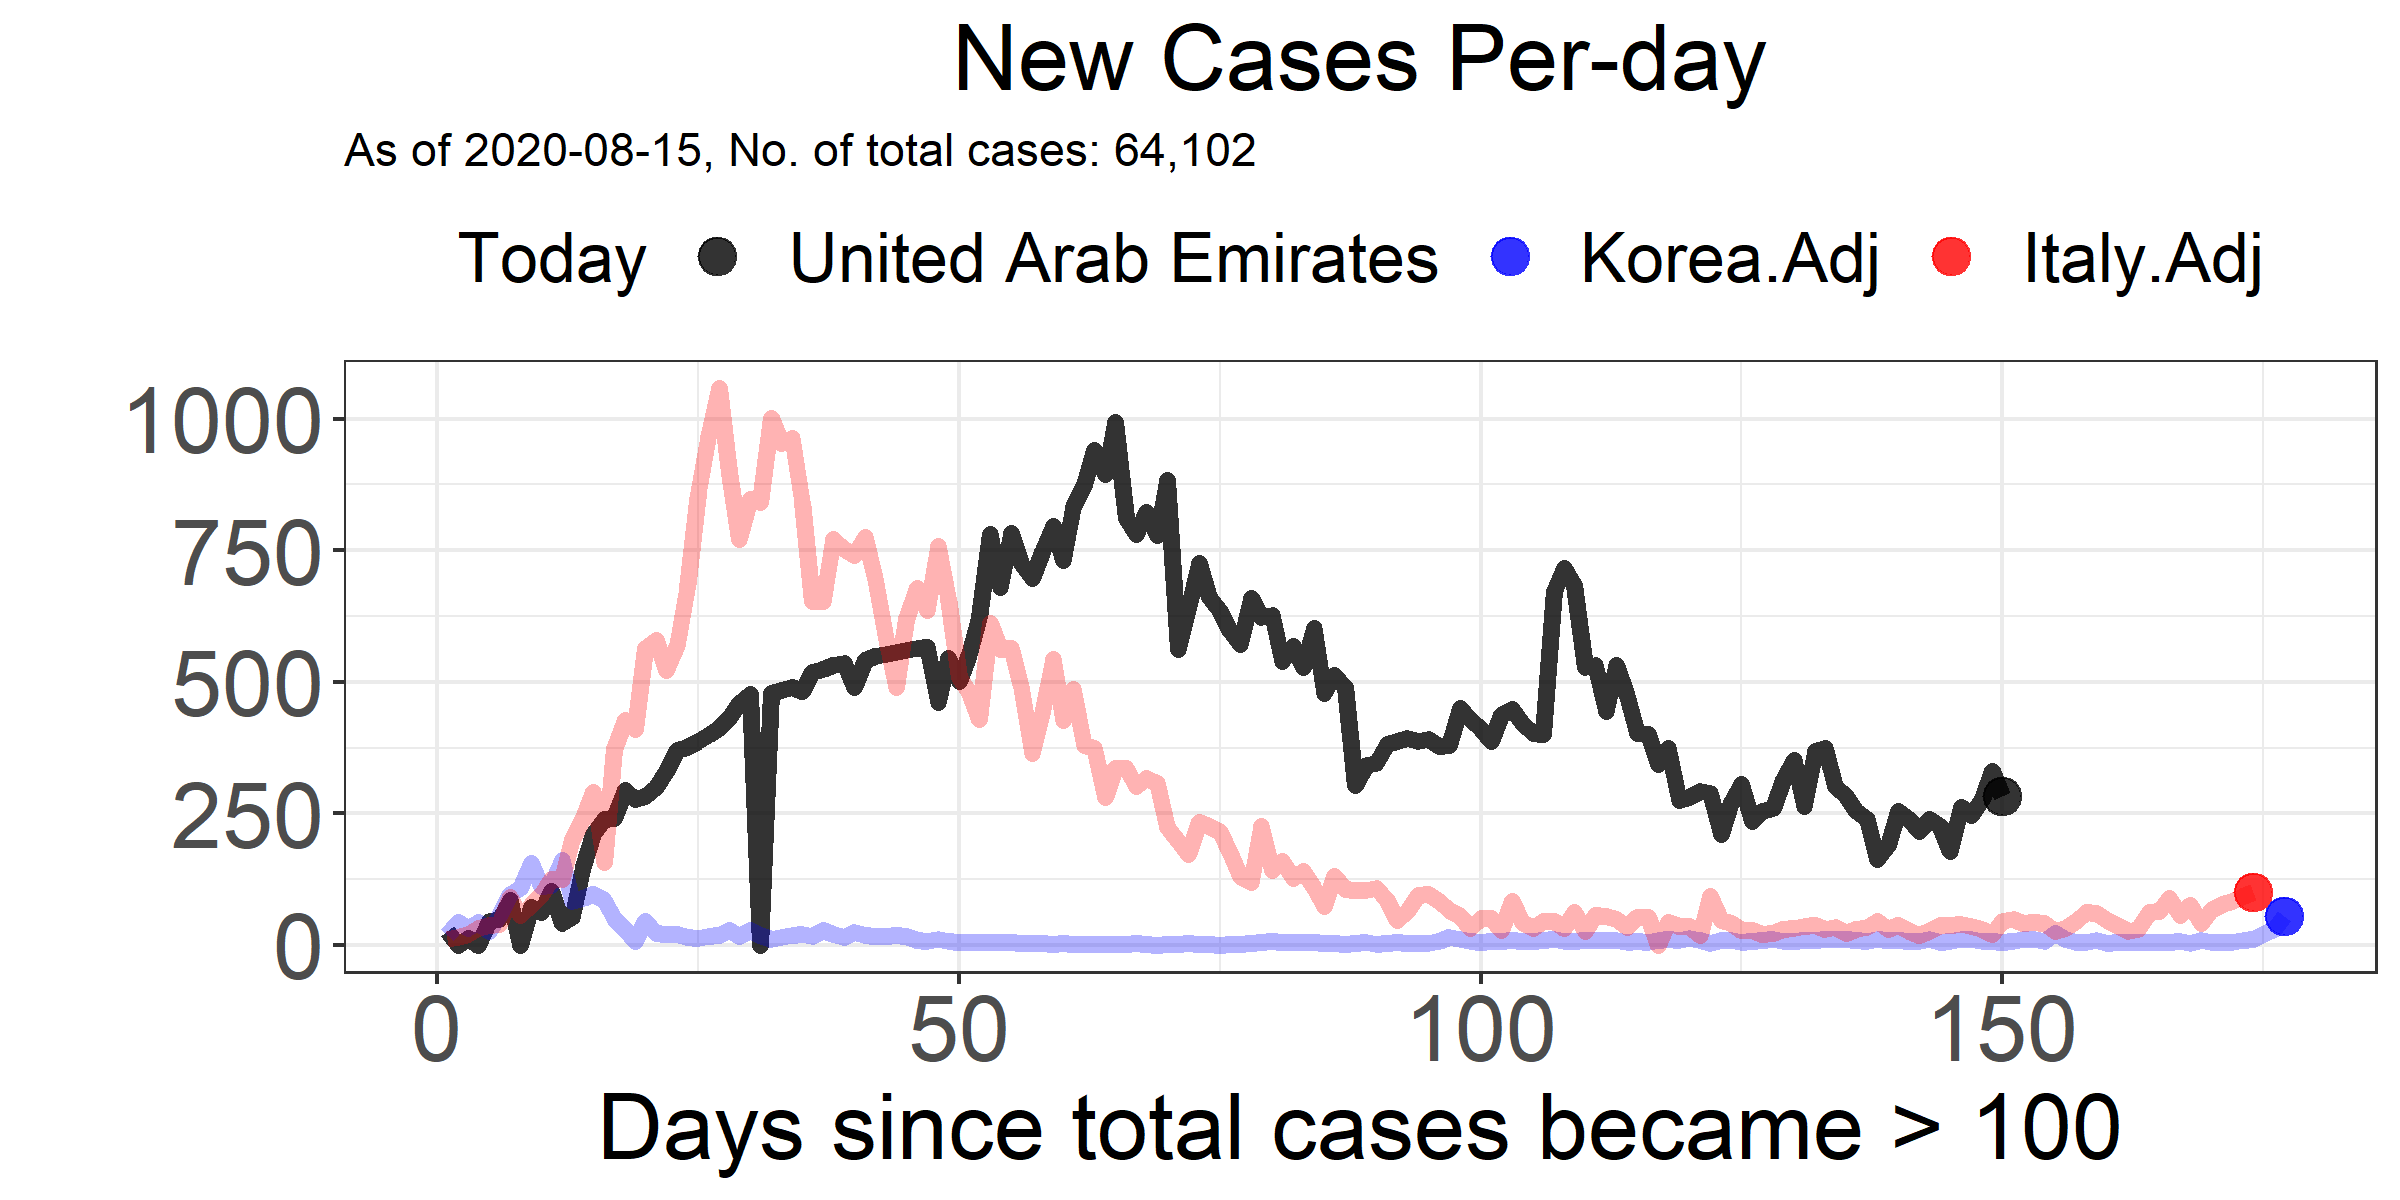 New Cases Per-day
As of 2020-08-15, No. of total cases: 64,102
Today United Arab Emirates Korea.Adj Italy.Adj
1000
750
500
250
0
0 50 100 150
Days since total cases became > 100